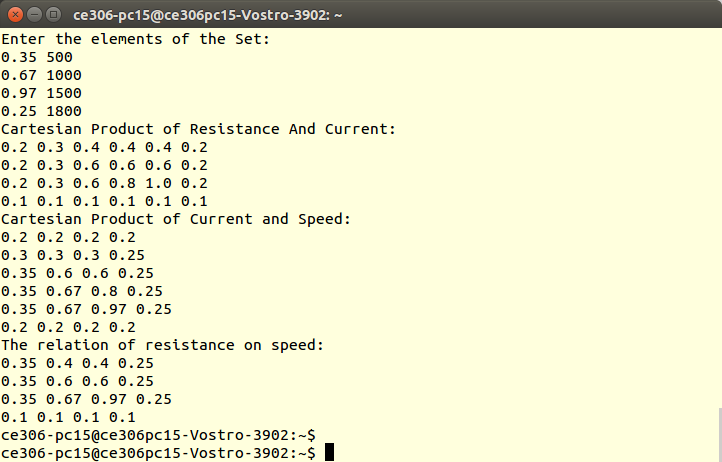 ce306-pc15@ce306pc15-Vostro-3902: ~
Enter the elements of the Set:
0.35 500
0.67 1000
0.97 1500
0.25 1800
Cartesian Product of Resistance And Current:
0.2 0.3 0.4 0.4 0.4 0.2
0.2 0.3 0.6 0.6 0.6 0.2
0.2 0.3 0.6 0.8 1.0 0.2
0.1 0.1 0.1 0.1 0.1 0.1
Cartesian Product of Current and Speed:
0.2 0.2 0.2 0.2
0.3 0.3 0.3 0.25
0.35 0.6 0.6 0.25
0.35 0.67 0.8 0.25
0.35 0.67 0.97 0.25
0.2 0.2 0.2 0.2
The relation of resistance on speed:
0.35 0.4 0.4 0.25
0.35 0.6 0.6 0.25
0.35 0.67 0.97 0.25
0.1 0.1 0.1 0.1
ce306-pc15@ce306pc15-Vostro-3902:~$
ce306-pc15@ce306pc15-Vostro-3902:~$